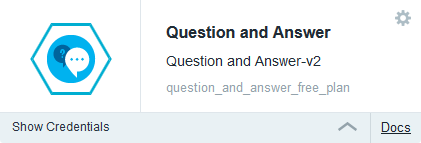 Question and Answer
Question and Answer-v2
question_and_answer_free_plan
Show Credentials
Docs